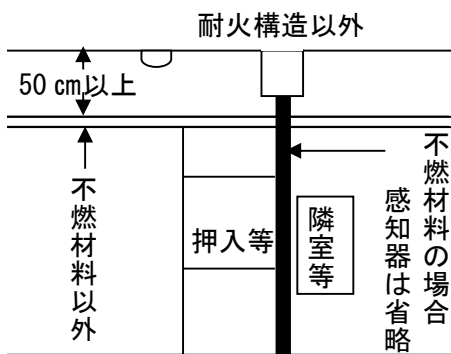 耐火構造以外
50 cm以上
不燃材料以外
押入等
隣室等
不燃材料の場合
感知器は省略